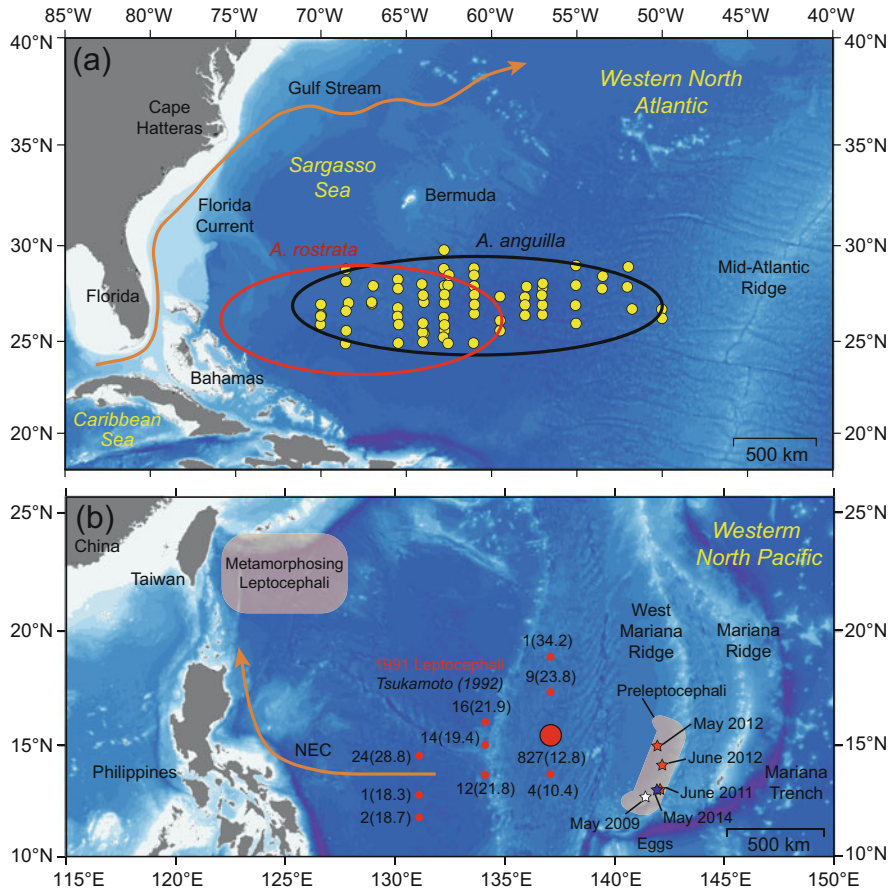 85°W 80°W 75°W 70°W 65°W 60°W 55°W 50°W 45°W 40°W
40°N 40°N
(a)
Gulf Stream
Western North
Atlantic
Cape
Hatteras
35°N 35°N
Sargasso
Sea
Bermuda
Florida
Current
30°N 30°N
A. rostrata
A. anguilla
Mid-Atlantic
Ridge
Florida
25°N 25°N
Bahamas
Caribbean
Sea
20°N 20°N
500 km
(b)
25°N 25°N
China
Westerm
North Pacific
Metamorphosing
Leptocephali
Taiwan
20°N 20°N
West
Mariana
Ridge
Mariana
Ridge
1(34.2)
1991 Leptocephali
Tsukamoto (1992)
9(23.8)
Preleptocephali
16(21.9)
May 2012
14(19.4)
NEC
24(28.8)
15°N 15°N
827(12.8)
June 2012
Philippines
12(21.8)
4(10.4)
Mariana
Trench
1(18.3)
June 2011
2(18.7)
May 2009
May 2014
Eggs
500 km
10°N 10°N
115°E 120°E 125°E 130°E 135°E 140°E 145°E 150°E